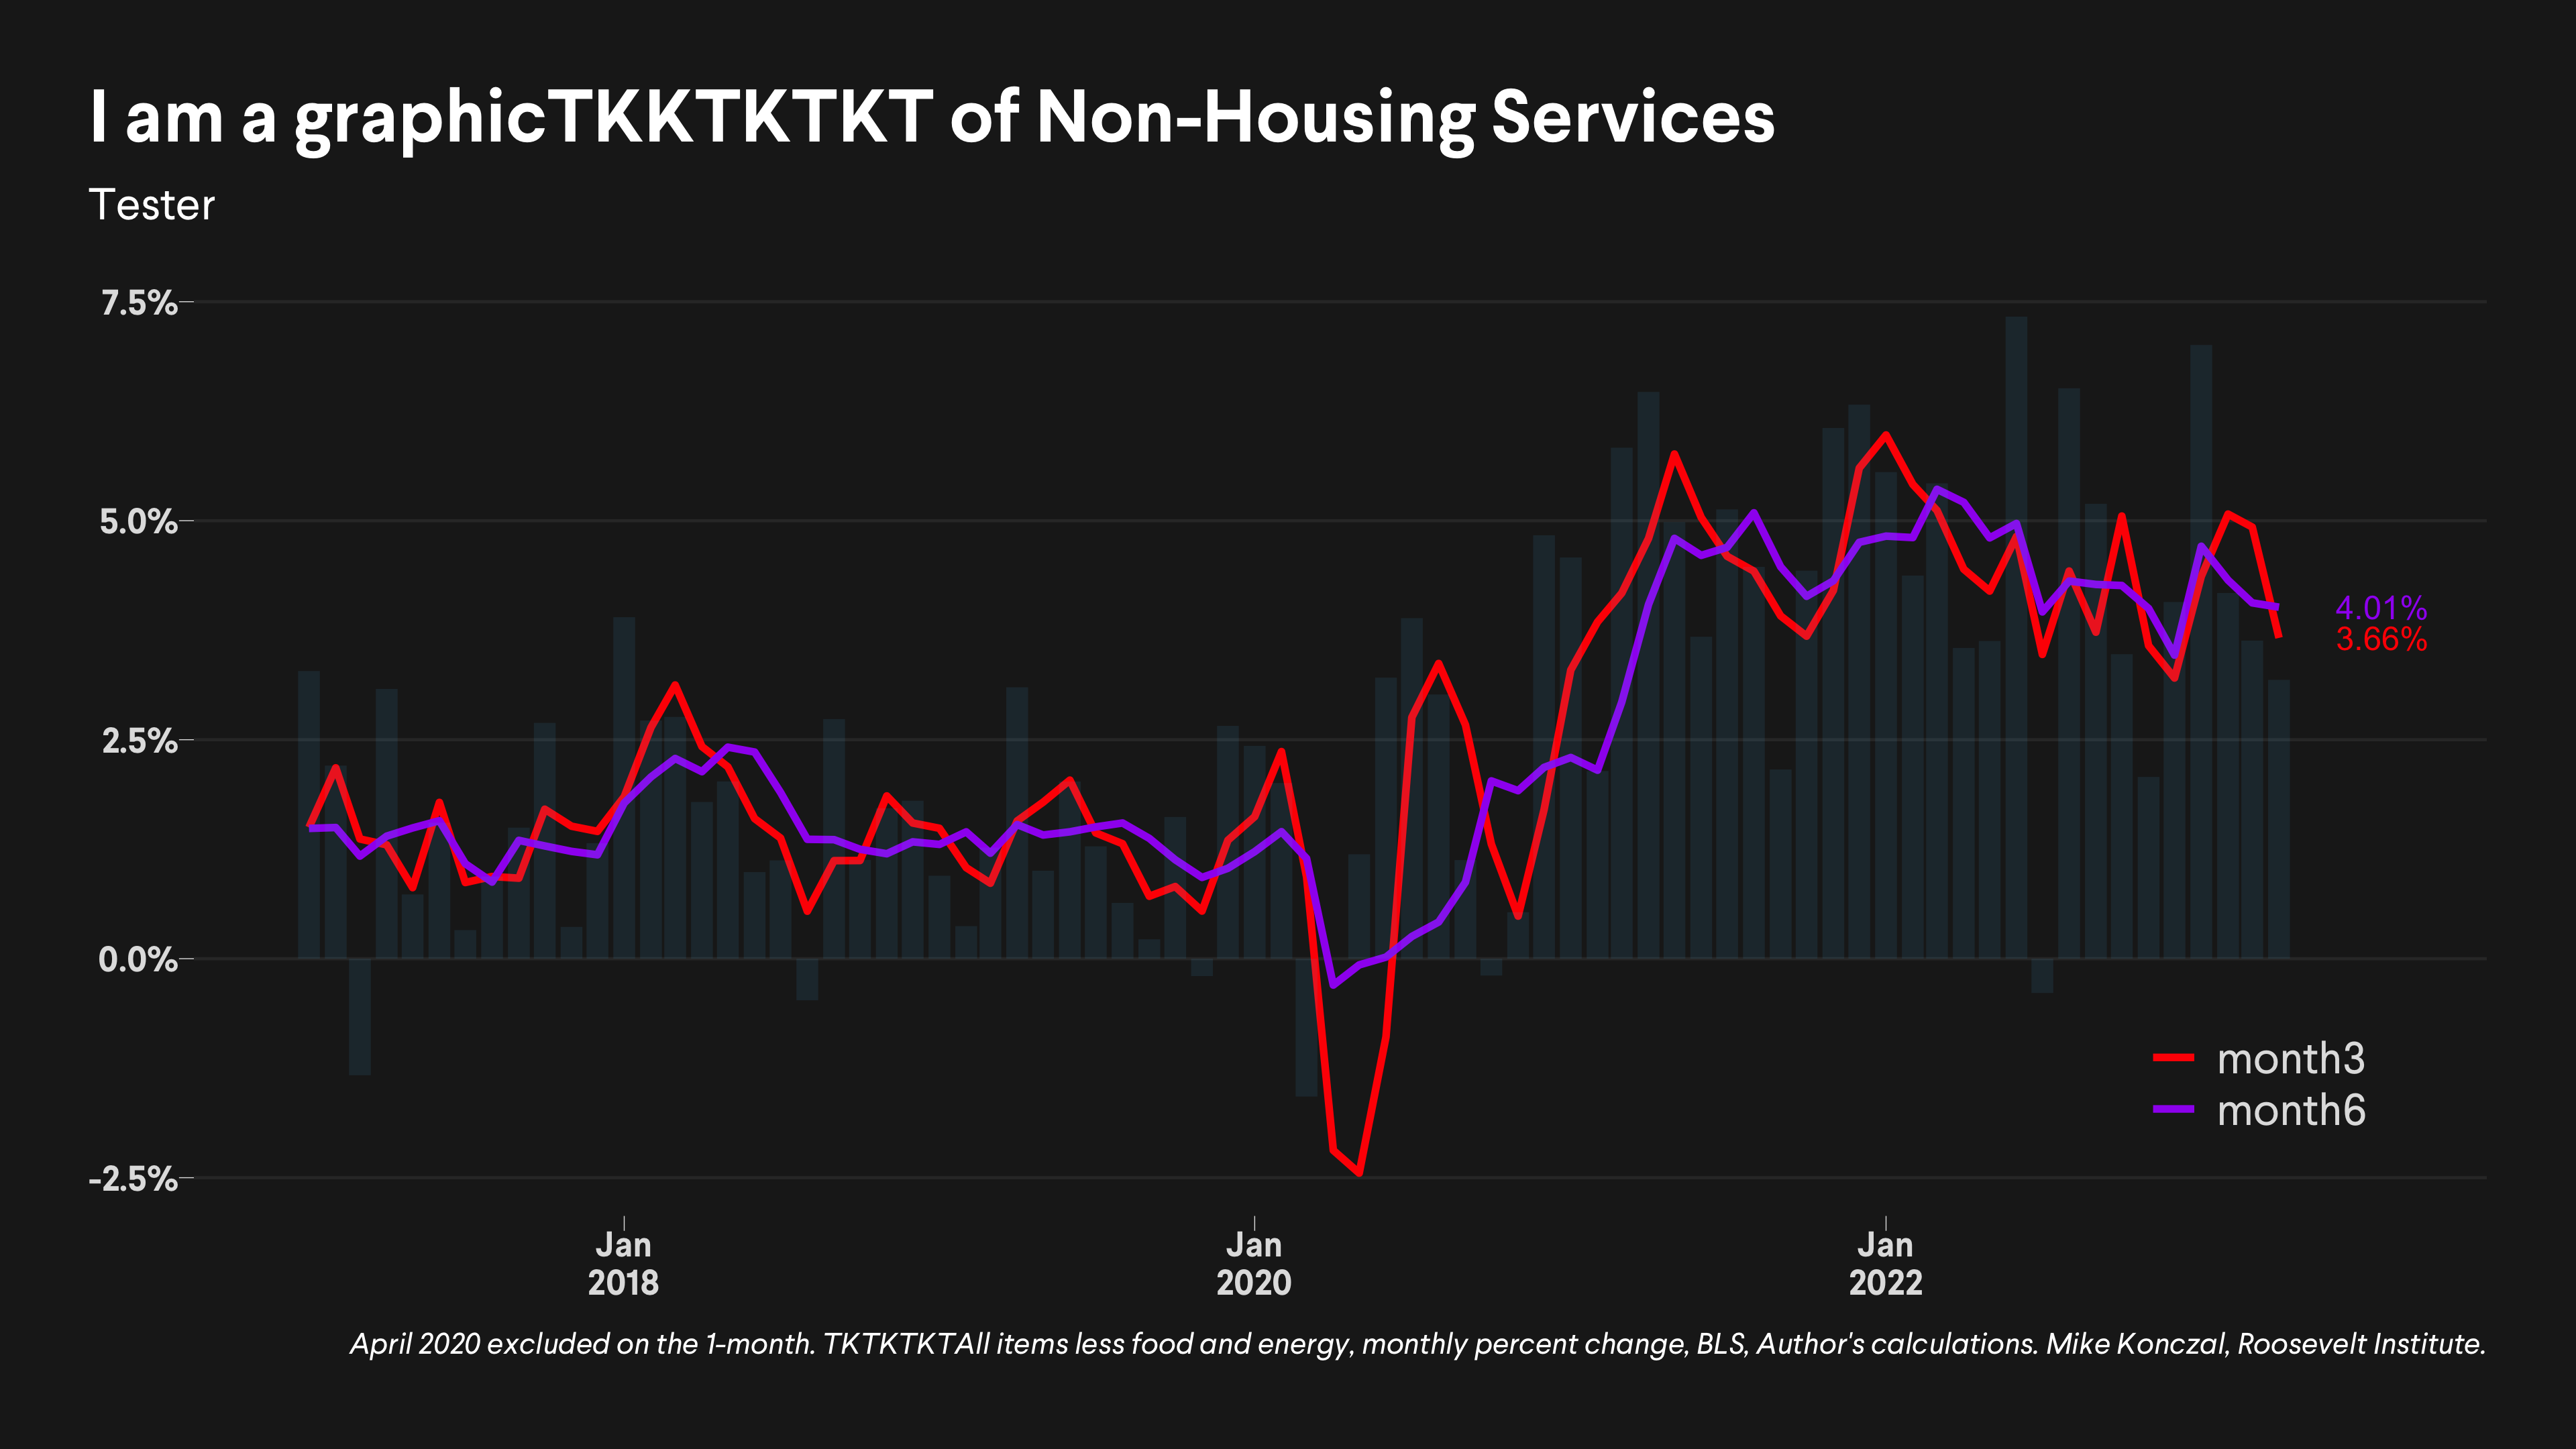 I am a graphicTKKTKTKT of Non-Housing Services
Tester
7.5%
5.0%
2.5%
0.0%
-2.5%
4.01%
3.66%
month3
month6
Jan
2018
Jan
2020
Jan
2022
April 2020 excluded on the 1-month. TKTKTKTAll items less food and energy, monthly percent change, BLS, Author's calculations. Mike Konczal, Roosevelt Institute.